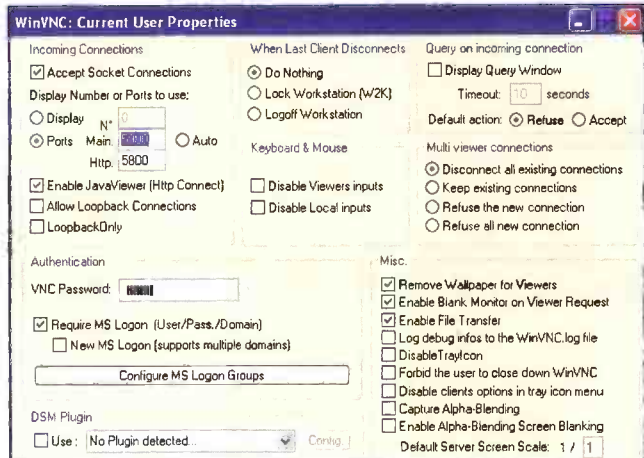 WinVNC: Current User Properties
Incoming Connections
Accept Socket Connections
Display Number or Ports to use:
Display N° 0
Ports Main: Auto
Http: 5800
Enable JavaViewer (Http Connect)
Allow Loopback Connections
LoopbackOnly
When Last Client Disconnects
Do Nothing
Lock Workstation (W2K)
Logoff Workstation
Keyboard & Mouse
Disable Viewers inputs
Disable Local inputs
Query on incoming connection
Display Query Window
Timeout: 10 seconds
Default action: Refuse Accept
Multi viewer connections
Disconnect all existing connections
Keep existing connections
Refuse the new connection
Refuse all new connection
Authentication
VNC Password:
Require MS Logon (User/Pass./Domain)
New MS Logon (supports multiple domains)
Configure MS Logon Groups
DSM Plugin
Use : No Plugin detected... Config.
Misc.
Remove Wallpaper for Viewers
Enable Blank Monitor on Viewer Request
Enable File Transfer
Log debug infos to the WinVNC.log file
DisableTrayIcon
Forbid the user to close down WinVNC
Disable clients options in tray icon menu
Capture Alpha-Blending
Enable Alpha-Blending Screen Blanking
Default Server Screen Scale: 1 / 1